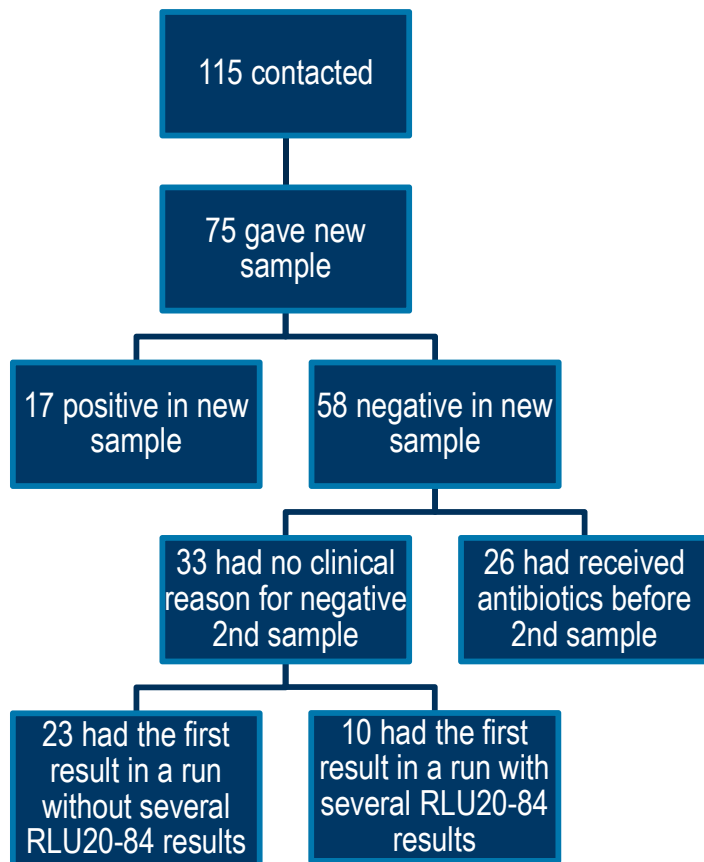 115 contacted
75 gave new
sample
17 positive in new
sample
58 negative in new
sample
33 had no clinical
reason for negative
2nd sample
26 had received
antibiotics before
2nd sample
23 had the first
result in a run
without several
RLU20-84 results
10 had the first
result in a run with
several RLU20-84
results